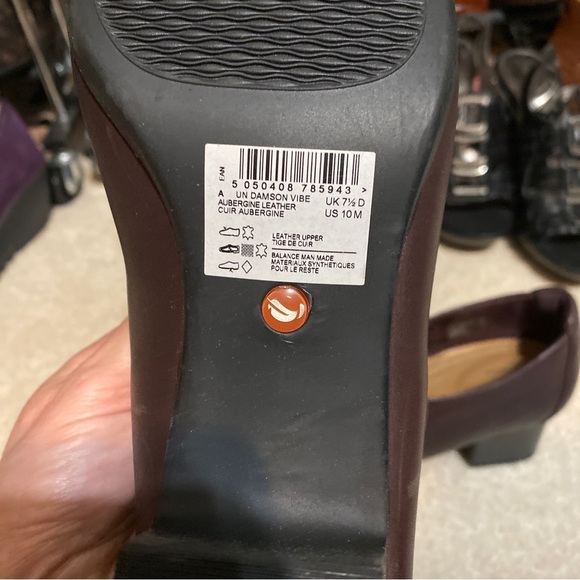 EAN
5 050408 785943 >
A UN DAMSON VIBE UK 7½ D
AUBERGINE LEATHER US 10 M
CUIR AUBERGINE
LEATHER UPPER
TIGE DE CUIR
BALANCE MAN MADE
MATERIAUX SYNTHETIQUES
POUR LE RESTE